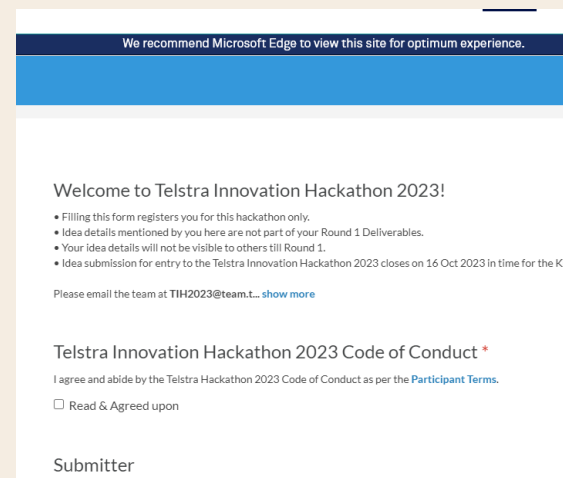 We recommend Microsoft Edge to view this site for optimum experience.
Welcome to Telstra Innovation Hackathon 2023!
• Filling this form registers you for this hackathon only.
• Idea details mentioned by you here are not part of your Round 1 Deliverables.
• Your idea details will not be visible to others till Round 1.
• Idea submission for entry to the Telstra Innovation Hackathon 2023 closes on 16 Oct 2023 in time for the K
Please email the team at TIH2023@team.t... show more
Telstra Innovation Hackathon 2023 Code of Conduct *
I agree and abide by the Telstra Hackathon 2023 Code of Conduct as per the Participant Terms.
Read & Agreed upon
Submitter